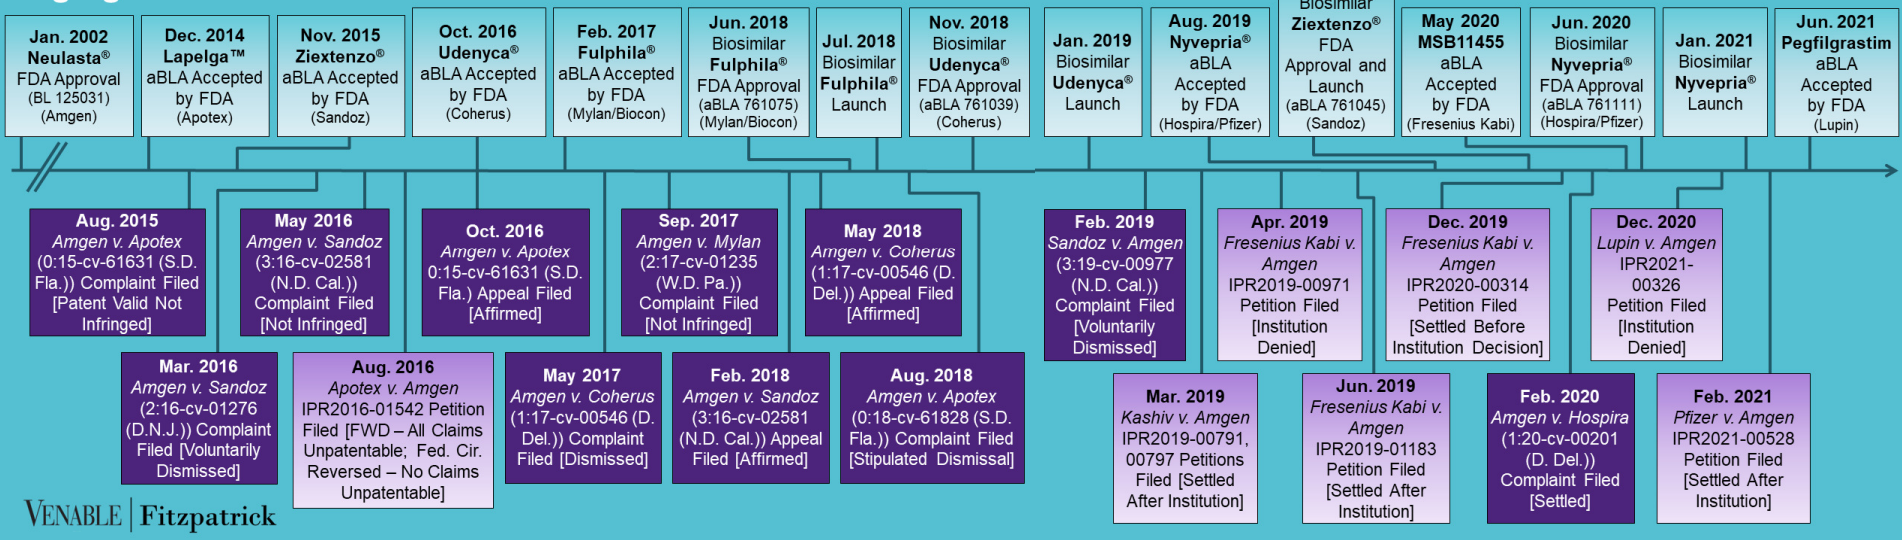 Jan. 2002
Neulasta®
FDA Approval
(BL 125031)
(Amgen)
Dec. 2014
Lapelga™
aBLA Accepted
by FDA
(Apotex)
Nov. 2015
Ziextenzo®
aBLA Accepted
by FDA
(Sandoz)
Oct. 2016
Udenyca®
aBLA Accepted
by FDA
(Coherus)
Feb. 2017
Fulphila®
aBLA Accepted
by FDA
(Mylan/Biocon)
Jun. 2018
Biosimilar
Fulphila®
FDA Approval
(aBLA 761075)
(Mylan/Biocon)
Jul. 2018
Biosimilar
Fulphila®
Launch
Nov. 2018
Biosimilar
Udenyca®
FDA Approval
(aBLA 761039)
(Coherus)
Jan. 2019
Biosimilar
Udenyca®
Launch
Aug. 2019
Nyvepria®
aBLA
Accepted
by FDA
(Hospira/Pfizer)
Biosimilar
Ziextenzo®
FDA
Approval and
Launch
(aBLA 761045)
(Sandoz)
May 2020
MSB11455
aBLA
Accepted
by FDA
(Fresenius Kabi)
Jun. 2020
Biosimilar
Nyvepria®
FDA Approval
(aBLA 761111)
(Hospira/Pfizer)
Jan. 2021
Biosimilar
Nyvepria®
Launch
Jun. 2021
Pegfilgrastim
aBLA
Accepted
by FDA
(Lupin)
Aug. 2015
Amgen v. Apotex
(0:15-cv-61631 (S.D.
Fla.)) Complaint Filed
[Patent Valid Not
Infringed]
May 2016
Amgen v. Sandoz
(3:16-cv-02581
(N.D. Cal.))
Complaint Filed
[Not Infringed]
Oct. 2016
Amgen v. Apotex
0:15-cv-61631 (S.D.
Fla.) Appeal Filed
[Affirmed]
Sep. 2017
Amgen v. Mylan
(2:17-cv-01235
(W.D. Pa.))
Complaint Filed
[Not Infringed]
May 2018
Amgen v. Coherus
(1:17-cv-00546 (D.
Del.)) Appeal Filed
[Affirmed]
Feb. 2019
Sandoz v. Amgen
(3:19-cv-00977
(N.D. Cal.))
Complaint Filed
[Voluntarily
Dismissed]
Apr. 2019
Fresenius Kabi v.
Amgen
IPR2019-00971
Petition Filed
[Institution
Denied]
Dec. 2019
Fresenius Kabi v.
Amgen
IPR2020-00314
Petition Filed
[Settled Before
Institution Decision]
Dec. 2020
Lupin v. Amgen
IPR2021-
00326
Petition Filed
[Institution
Denied]
Mar. 2016
Amgen v. Sandoz
(2:16-cv-01276
(D.N.J.)) Complaint
Filed [Voluntarily
Dismissed]
Aug. 2016
Apotex v. Amgen
IPR2016-01542 Petition
Filed [FWD – All Claims
Unpatentable; Fed. Cir.
Reversed – No Claims
Unpatentable]
May 2017
Amgen v. Coherus
(1:17-cv-00546 (D.
Del.)) Complaint
Filed [Dismissed]
Feb. 2018
Amgen v. Sandoz
(3:16-cv-02581
(N.D. Cal.)) Appeal
Filed [Affirmed]
Aug. 2018
Amgen v. Apotex
(0:18-cv-61828 (S.D.
Fla.)) Complaint Filed
[Stipulated Dismissal]
Mar. 2019
Kashiv v. Amgen
IPR2019-00791,
00797 Petitions
Filed [Settled
After Institution]
Jun. 2019
Fresenius Kabi v.
Amgen
IPR2019-01183
Petition Filed
[Settled After
Institution]
Feb. 2020
Amgen v. Hospira
(1:20-cv-00201
(D. Del.))
Complaint Filed
[Settled]
Feb. 2021
Pfizer v. Amgen
IPR2021-00528
Petition Filed
[Settled After
Institution]
VENABLE | Fitzpatrick